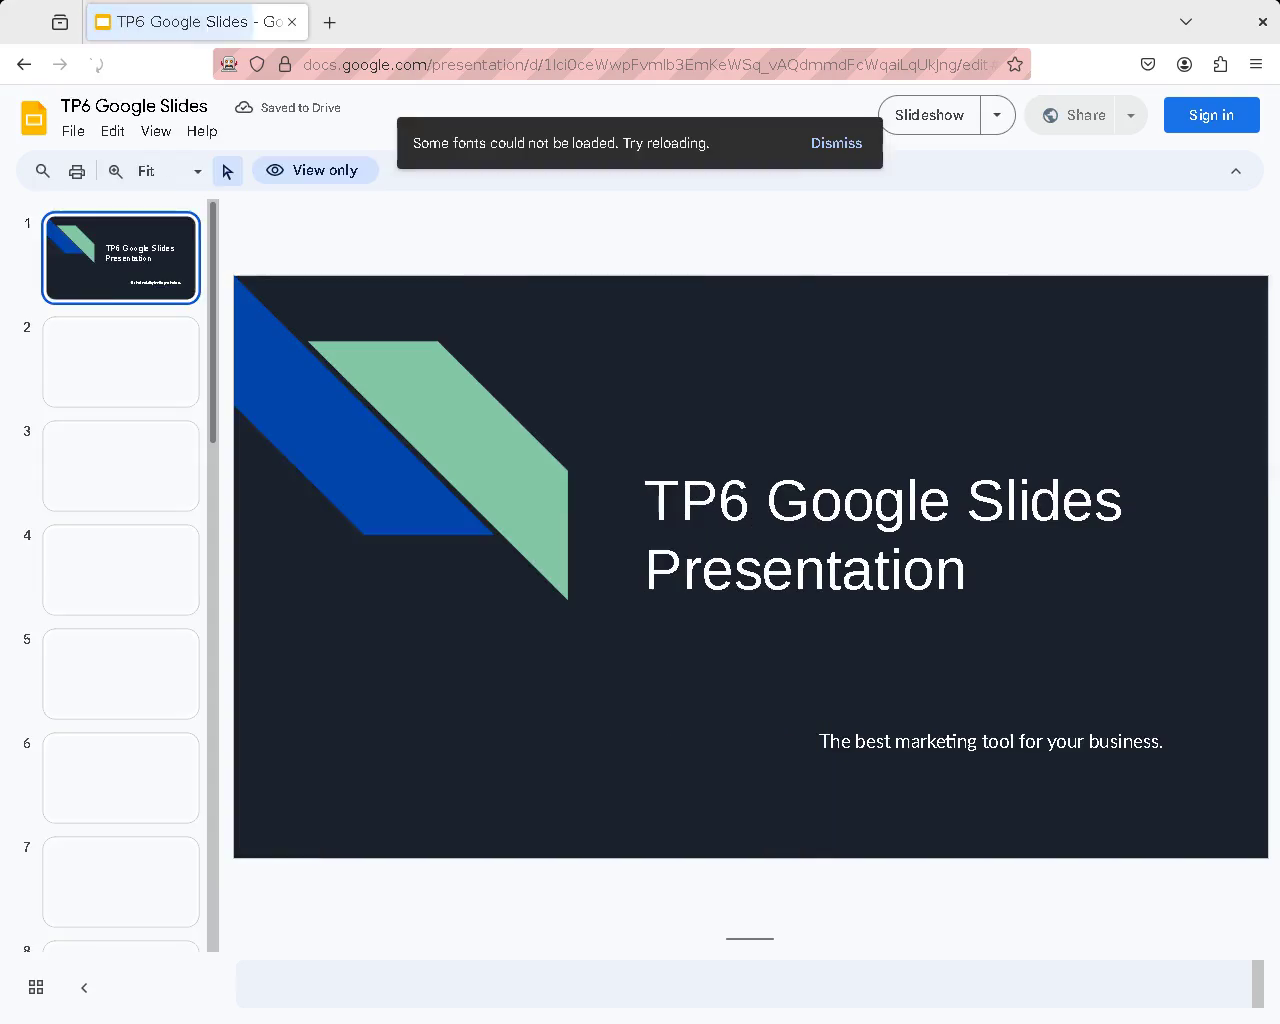 TP6 Google Slides - Go
docs.google.com/presentation/d/1Ici0ceWwpFvmIb3EmKeWSq_vAQdmmdFcWqaiLqUkJng/edit#
TP6 Google Slides
Saved to Drive
File Edit View Help
Some fonts could not be loaded. Try reloading.
Dismiss
Slideshow
Share
Sign in
Fit
View only
1
TP6 Google Slides
Presentation
2
3
4
5
6
7
8
TP6 Google Slides
Presentation
The best marketing tool for your business.